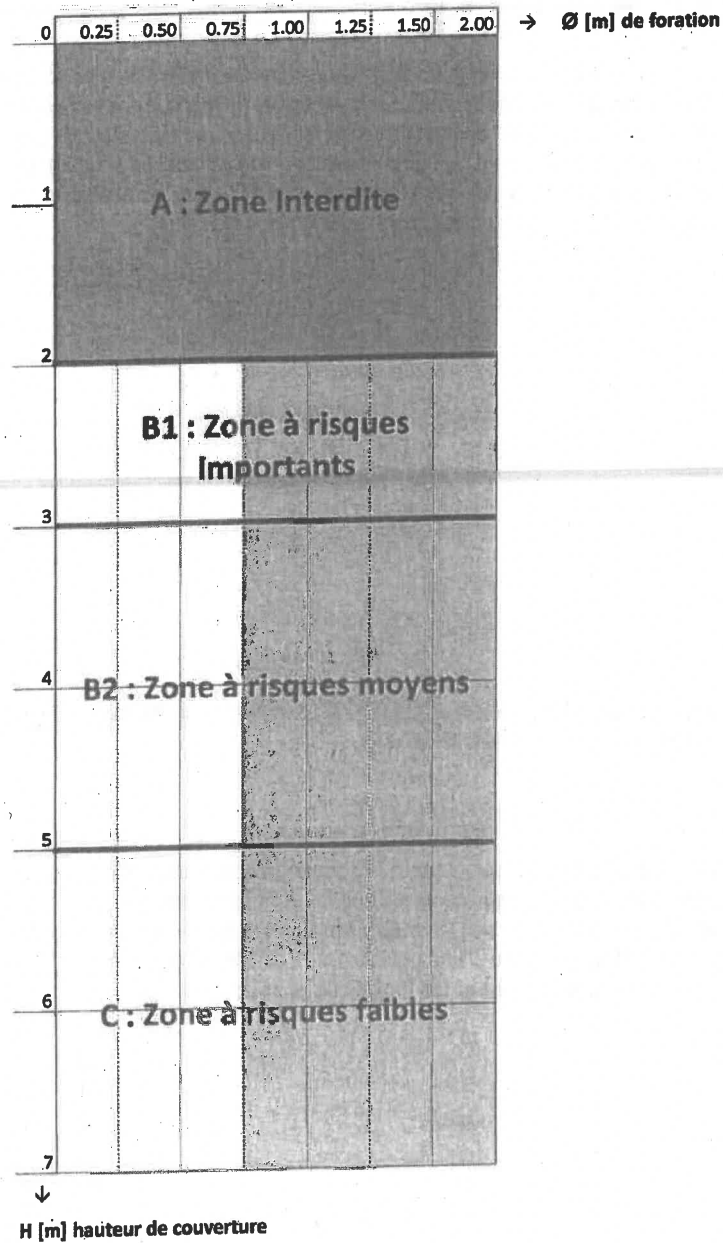 0 0.25 0.50 0.75 1.00 1.25 1.50 2.00 → Ø [m] de foration
1
A : Zone Interdite
2
B1 : Zone à risques
Importants
3
4
B2 : Zone à risques moyens
5
6
C : Zone à risques faibles
7
↓
H [m] hauteur de couverture